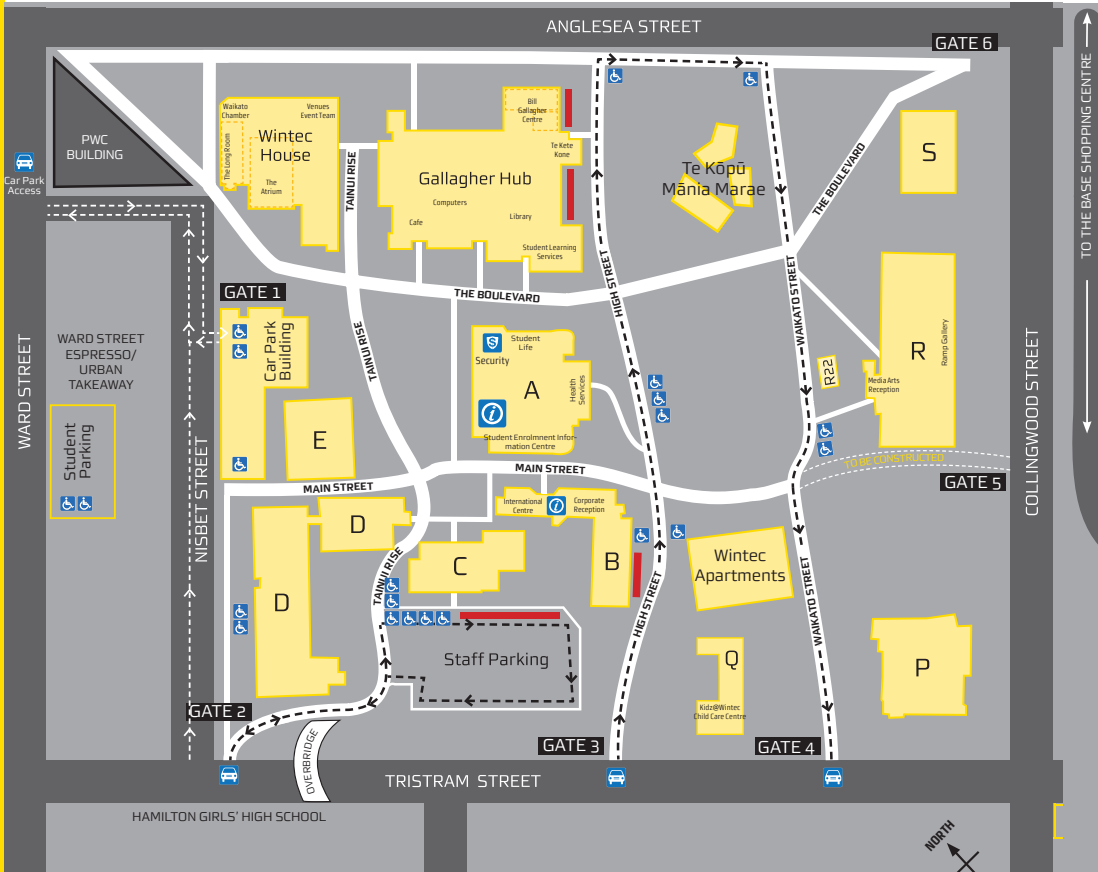 ANGLESEA STREET
GATE 6
TO THE BASE SHOPPING CENTRE
PWC
BUILDING
Waikato
Chamber
Venues
Event Team
Wintec
House
The Long Room
The
Atrium
TAINUI RISE
Bill
Gallagher
Centre
Te Kete
Kone
Gallagher Hub
Computers
Cafe
Library
Student Learning
Services
Te Kōpū
Mānia Marae
THE BOULEVARD
S
Car Park
Access
GATE 1
THE BOULEVARD
HIGH STREET
WAIKATO STREET
WARD STREET
WARD STREET
ESPRESSO/
URBAN
TAKEAWAY
Car Park
Building
TAINUI RISE
Student
Life
Security
A
Health
Services
Student Enrolmnent Infor-
mation Centre
R22
R
Ramp Gallery
Media Arts
Reception
COLLINGWOOD STREET
Student
Parking
NISBET STREET
E
MAIN STREET
MAIN STREET
TO BE CONSTRUCTED
GATE 5
D
International
Centre
Corporate
Reception
D
TAINUI RISE
C
B
HIGH STREET
Wintec
Apartments
WAIKATO STREET
Staff Parking
Q
Kidz@Wintec
Child Care Centre
P
GATE 2
GATE 3
GATE 4
OVERBRIDGE
TRISTRAM STREET
HAMILTON GIRLS' HIGH SCHOOL
NORTH